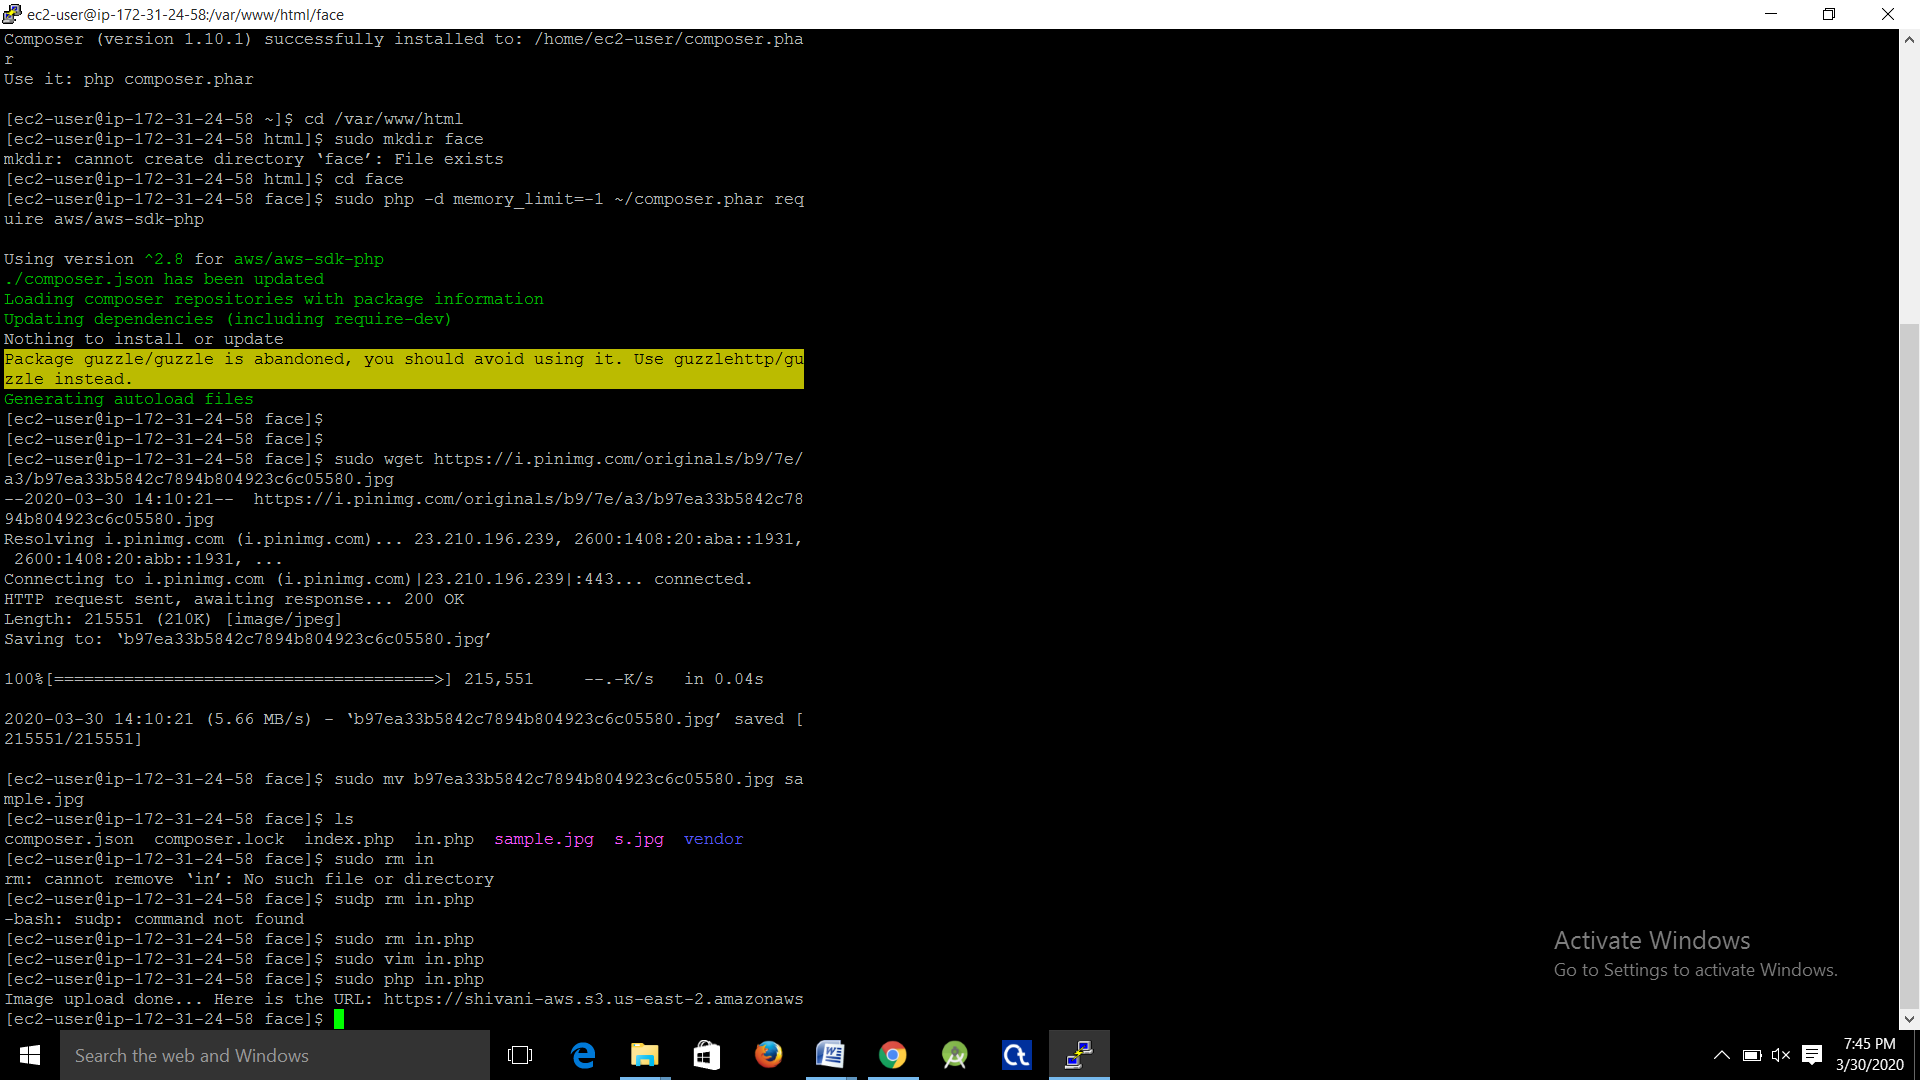 ec2-user@ip-172-31-24-58:/var/www/html/face
Composer (version 1.10.1) successfully installed to: /home/ec2-user/composer.pha
r
Use it: php composer.phar
[ec2-user@ip-172-31-24-58 ~]$ cd /var/www/html
[ec2-user@ip-172-31-24-58 html]$ sudo mkdir face
mkdir: cannot create directory ‘face’: File exists
[ec2-user@ip-172-31-24-58 html]$ cd face
[ec2-user@ip-172-31-24-58 face]$ sudo php -d memory_limit=-1 ~/composer.phar req
uire aws/aws-sdk-php
Using version ^2.8 for aws/aws-sdk-php
./composer.json has been updated
Loading composer repositories with package information
Updating dependencies (including require-dev)
Nothing to install or update
Package guzzle/guzzle is abandoned, you should avoid using it. Use guzzlehttp/gu
zzle instead.
Generating autoload files
[ec2-user@ip-172-31-24-58 face]$
[ec2-user@ip-172-31-24-58 face]$
[ec2-user@ip-172-31-24-58 face]$ sudo wget https://i.pinimg.com/originals/b9/7e/
a3/b97ea33b5842c7894b804923c6c05580.jpg
--2020-03-30 14:10:21--  https://i.pinimg.com/originals/b9/7e/a3/b97ea33b5842c78
94b804923c6c05580.jpg
Resolving i.pinimg.com (i.pinimg.com)... 23.210.196.239, 2600:1408:20:aba::1931,
 2600:1408:20:abb::1931, ...
Connecting to i.pinimg.com (i.pinimg.com)|23.210.196.239|:443... connected.
HTTP request sent, awaiting response... 200 OK
Length: 215551 (210K) [image/jpeg]
Saving to: ‘b97ea33b5842c7894b804923c6c05580.jpg’
100%[======================================>] 215,551     --.-K/s   in 0.04s
2020-03-30 14:10:21 (5.66 MB/s) - ‘b97ea33b5842c7894b804923c6c05580.jpg’ saved [
215551/215551]
[ec2-user@ip-172-31-24-58 face]$ sudo mv b97ea33b5842c7894b804923c6c05580.jpg sa
mple.jpg
[ec2-user@ip-172-31-24-58 face]$ ls
composer.json  composer.lock  index.php  in.php  sample.jpg  s.jpg  vendor
[ec2-user@ip-172-31-24-58 face]$ sudo rm in
rm: cannot remove ‘in’: No such file or directory
[ec2-user@ip-172-31-24-58 face]$ sudp rm in.php
-bash: sudp: command not found
[ec2-user@ip-172-31-24-58 face]$ sudo rm in.php
[ec2-user@ip-172-31-24-58 face]$ sudo vim in.php
[ec2-user@ip-172-31-24-58 face]$ sudo php in.php
Image upload done... Here is the URL: https://shivani-aws.s3.us-east-2.amazonaws
[ec2-user@ip-172-31-24-58 face]$
Activate Windows
Go to Settings to activate Windows.
Search the web and Windows
7:45 PM
3/30/2020